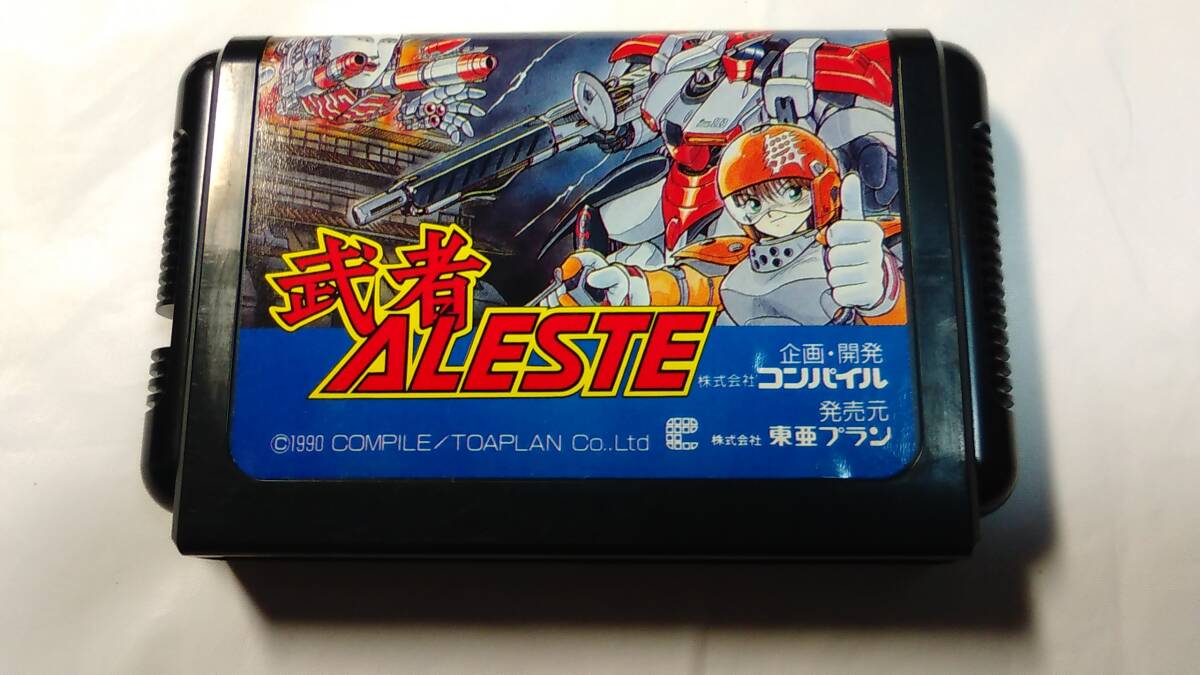 武者
ALESTE
企画・開発
株式会社 コンパイル
発売元
株式会社 東亜プラン
©1990 COMPILE/TOAPLAN Co.,Ltd